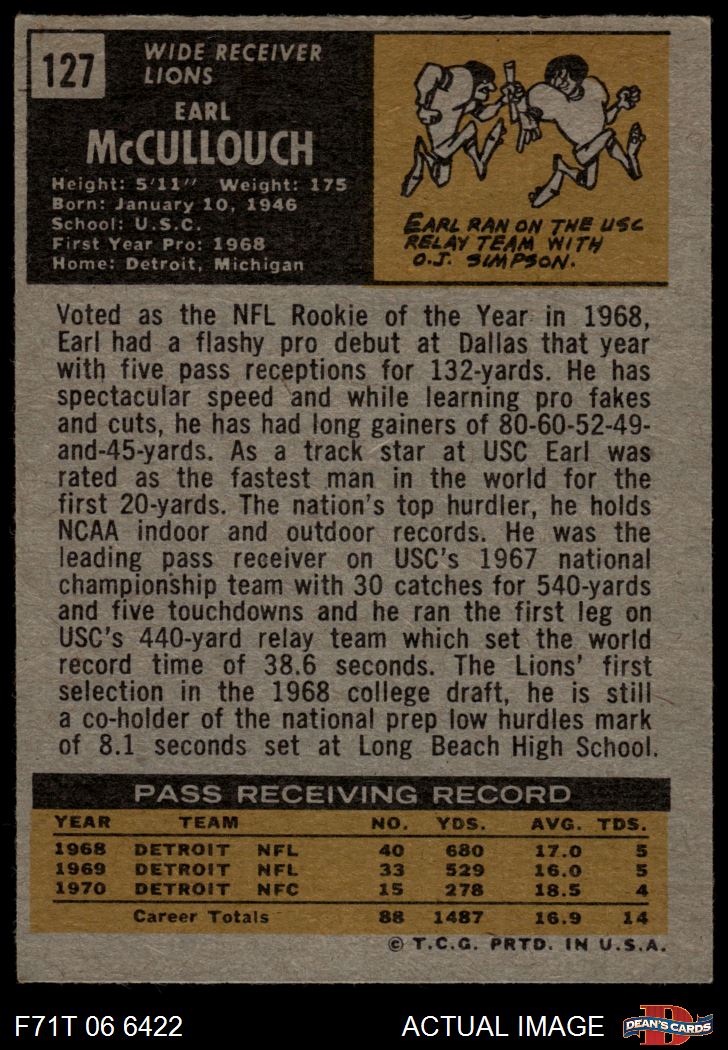 127
WIDE RECEIVER
LIONS
EARL
McCULLOUCH
Height: 5'11" Weight: 175
Born: January 10, 1946
School: U.S.C.
First Year Pro: 1968
Home: Detroit, Michigan
EARL RAN ON THE USC
RELAY TEAM WITH
O.J. SIMPSON.
Voted as the NFL Rookie of the Year in 1968,
Earl had a flashy pro debut at Dallas that year
with five pass receptions for 132-yards. He has
spectacular speed and while learning pro fakes
and cuts, he has had long gainers of 80-60-52-49-
and-45-yards. As a track star at USC Earl was
rated as the fastest man in the world for the
first 20-yards. The nation's top hurdler, he holds
NCAA indoor and outdoor records. He was the
leading pass receiver on USC's 1967 national
championship team with 30 catches for 540-yards
and five touchdowns and he ran the first leg on
USC's 440-yard relay team which set the world
record time of 38.6 seconds. The Lions' first
selection in the 1968 college draft, he is still
a co-holder of the national prep low hurdles mark
of 8.1 seconds set at Long Beach High School.
PASS RECEIVING RECORD
YEAR TEAM NO. YDS. AVG. TDS.
1968 DETROIT NFL 40 680 17.0 5
1969 DETROIT NFL 33 529 16.0 5
1970 DETROIT NFC 15 278 18.5 4
Career Totals 88 1487 16.9 14
© T.C.G. PRTD. IN U.S.A.
F71T 06 6422 ACTUAL IMAGE
D
DEAN'S CARDS